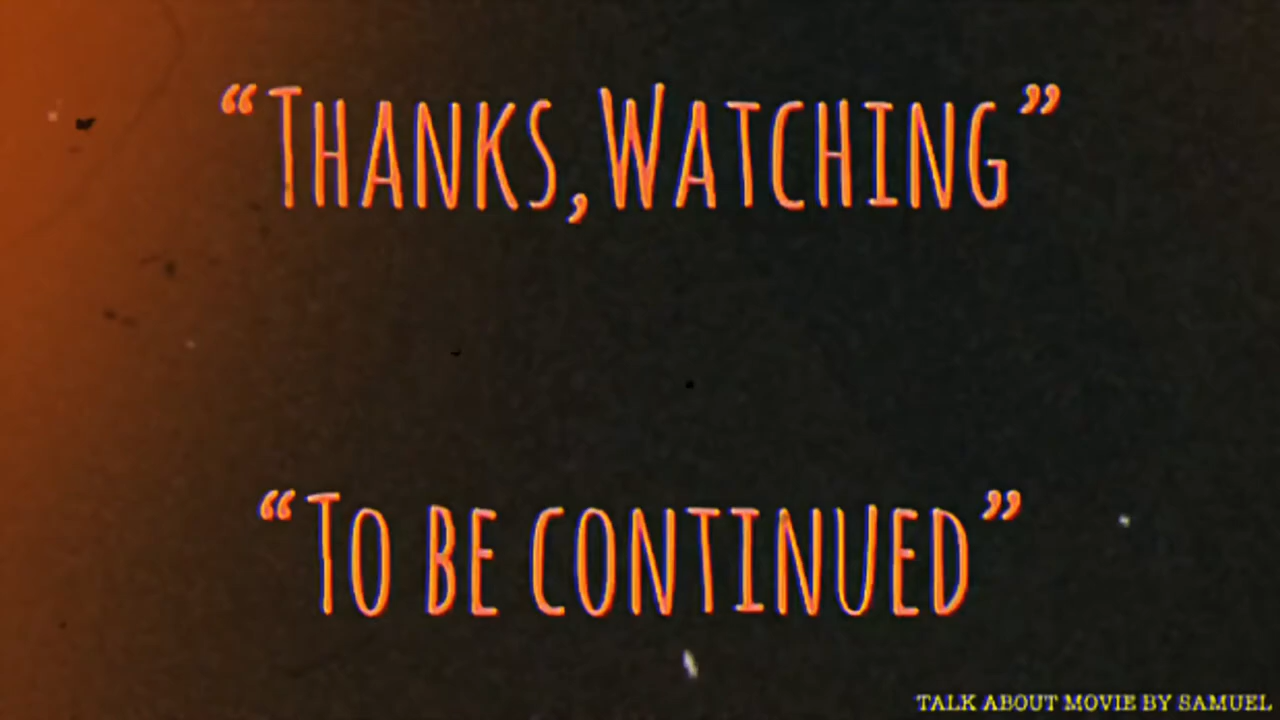 “Thanks,Watching”
“To be continued”
TALK ABOUT MOVIE BY SAMUEL